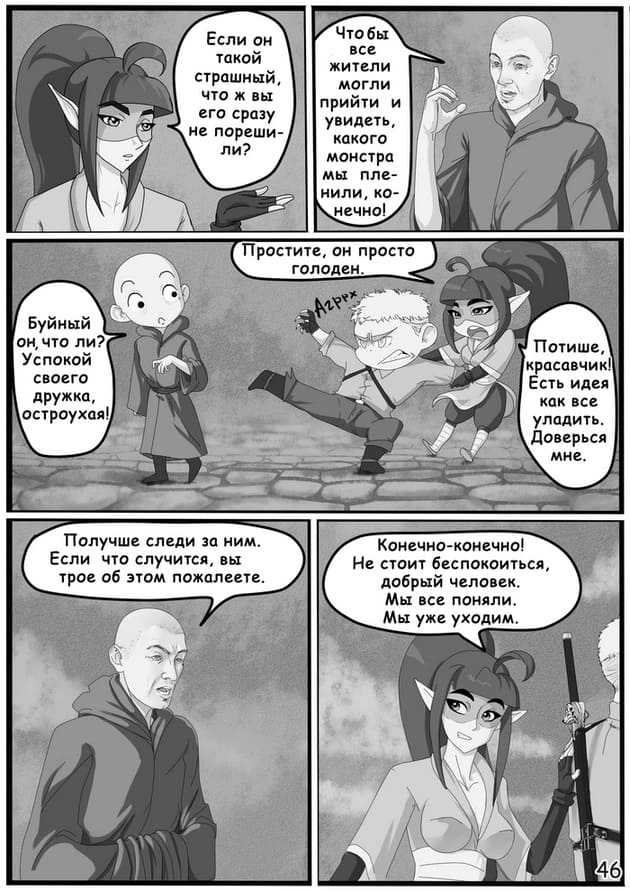 Если он
такой
страшный,
что ж вы
его сразу
не пореши-
ли?
Что бы
все
жители
могли
прийти и
увидеть,
какого
монстра
мы пле-
нили, ко-
нечно!
Простите, он просто
голоден.
Агррх
Буйный
он, что ли?
Успокой
своего
дружка,
остроухая!
Потише,
красавчик!
Есть идея
как все
уладить.
Доверься
мне.
Получше следи за ним.
Если что случится, вы
трое об этом пожалеете.
Конечно-конечно!
Не стоит беспокоиться,
добрый человек.
Мы все поняли.
Мы уже уходим.
46